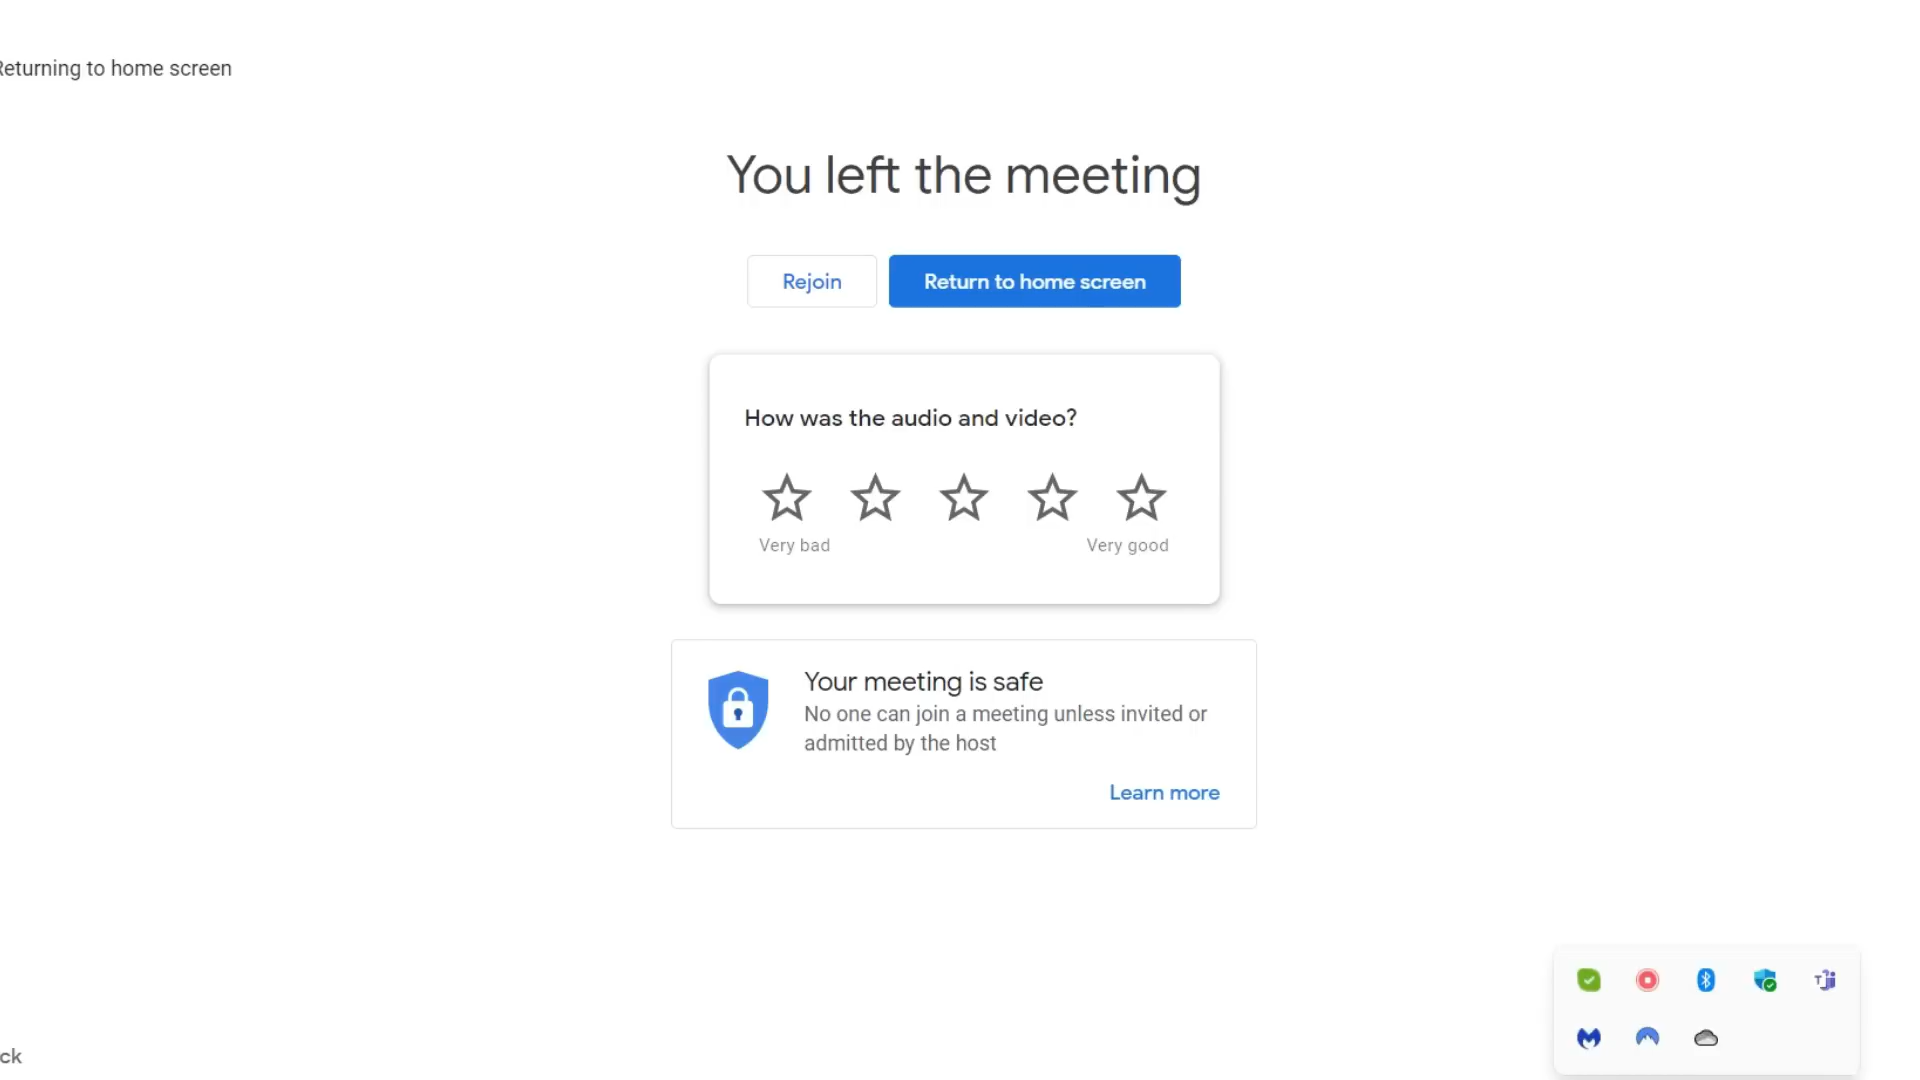 Returning to home screen
You left the meeting
Rejoin
Return to home screen
How was the audio and video?
Very bad
Very good
Your meeting is safe
No one can join a meeting unless invited or
admitted by the host
Learn more
ck